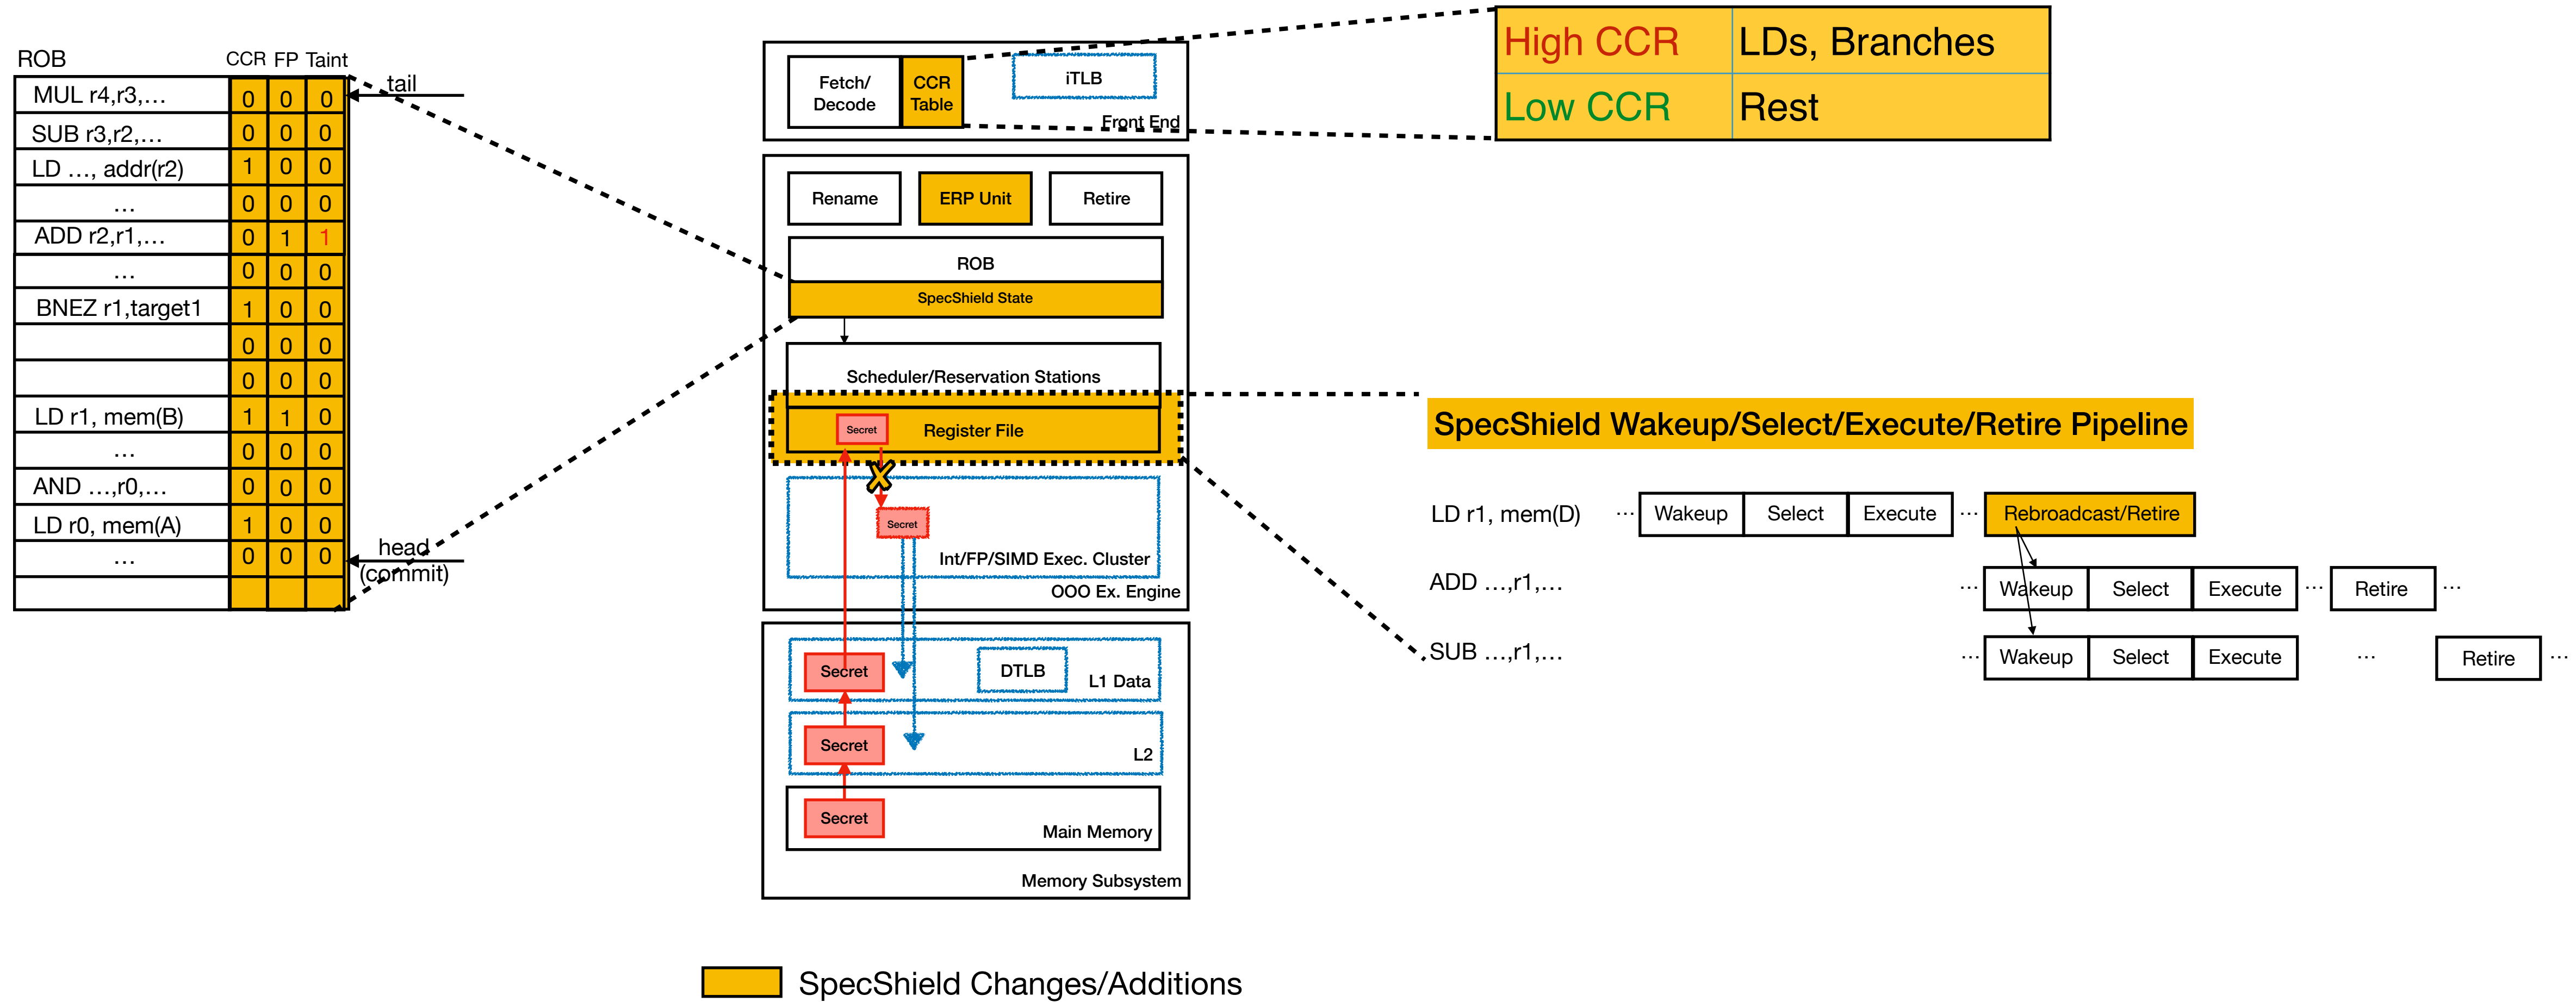 ROB CCR FP Taint
MUL r4,r3,... 0 0 0
SUB r3,r2,... 0 0 0
LD ..., addr(r2) 1 0 0
... 0 0 0
ADD r2,r1,... 0 1 1
... 0 0 0
BNEZ r1,target1 1 0 0
0 0 0
0 0 0
LD r1, mem(B) 1 1 0
... 0 0 0
AND ...,r0,... 0 0 0
LD r0, mem(A) 1 0 0
... 0 0 0
tail
head
(commit)
Fetch/
Decode
CCR
Table
iTLB
Front End
High CCR LDs, Branches
Low CCR Rest
Rename ERP Unit Retire
ROB
SpecShield State
Scheduler/Reservation Stations
Secret Register File
Secret
Int/FP/SIMD Exec. Cluster
OOO Ex. Engine
Secret DTLB L1 Data
Secret L2
Secret Main Memory
Memory Subsystem
SpecShield Wakeup/Select/Execute/Retire Pipeline
LD r1, mem(D) ... Wakeup Select Execute ... Rebroadcast/Retire
ADD ...,r1,... ... Wakeup Select Execute ... Retire ...
SUB ...,r1,... ... Wakeup Select Execute ... Retire ...
SpecShield Changes/Additions